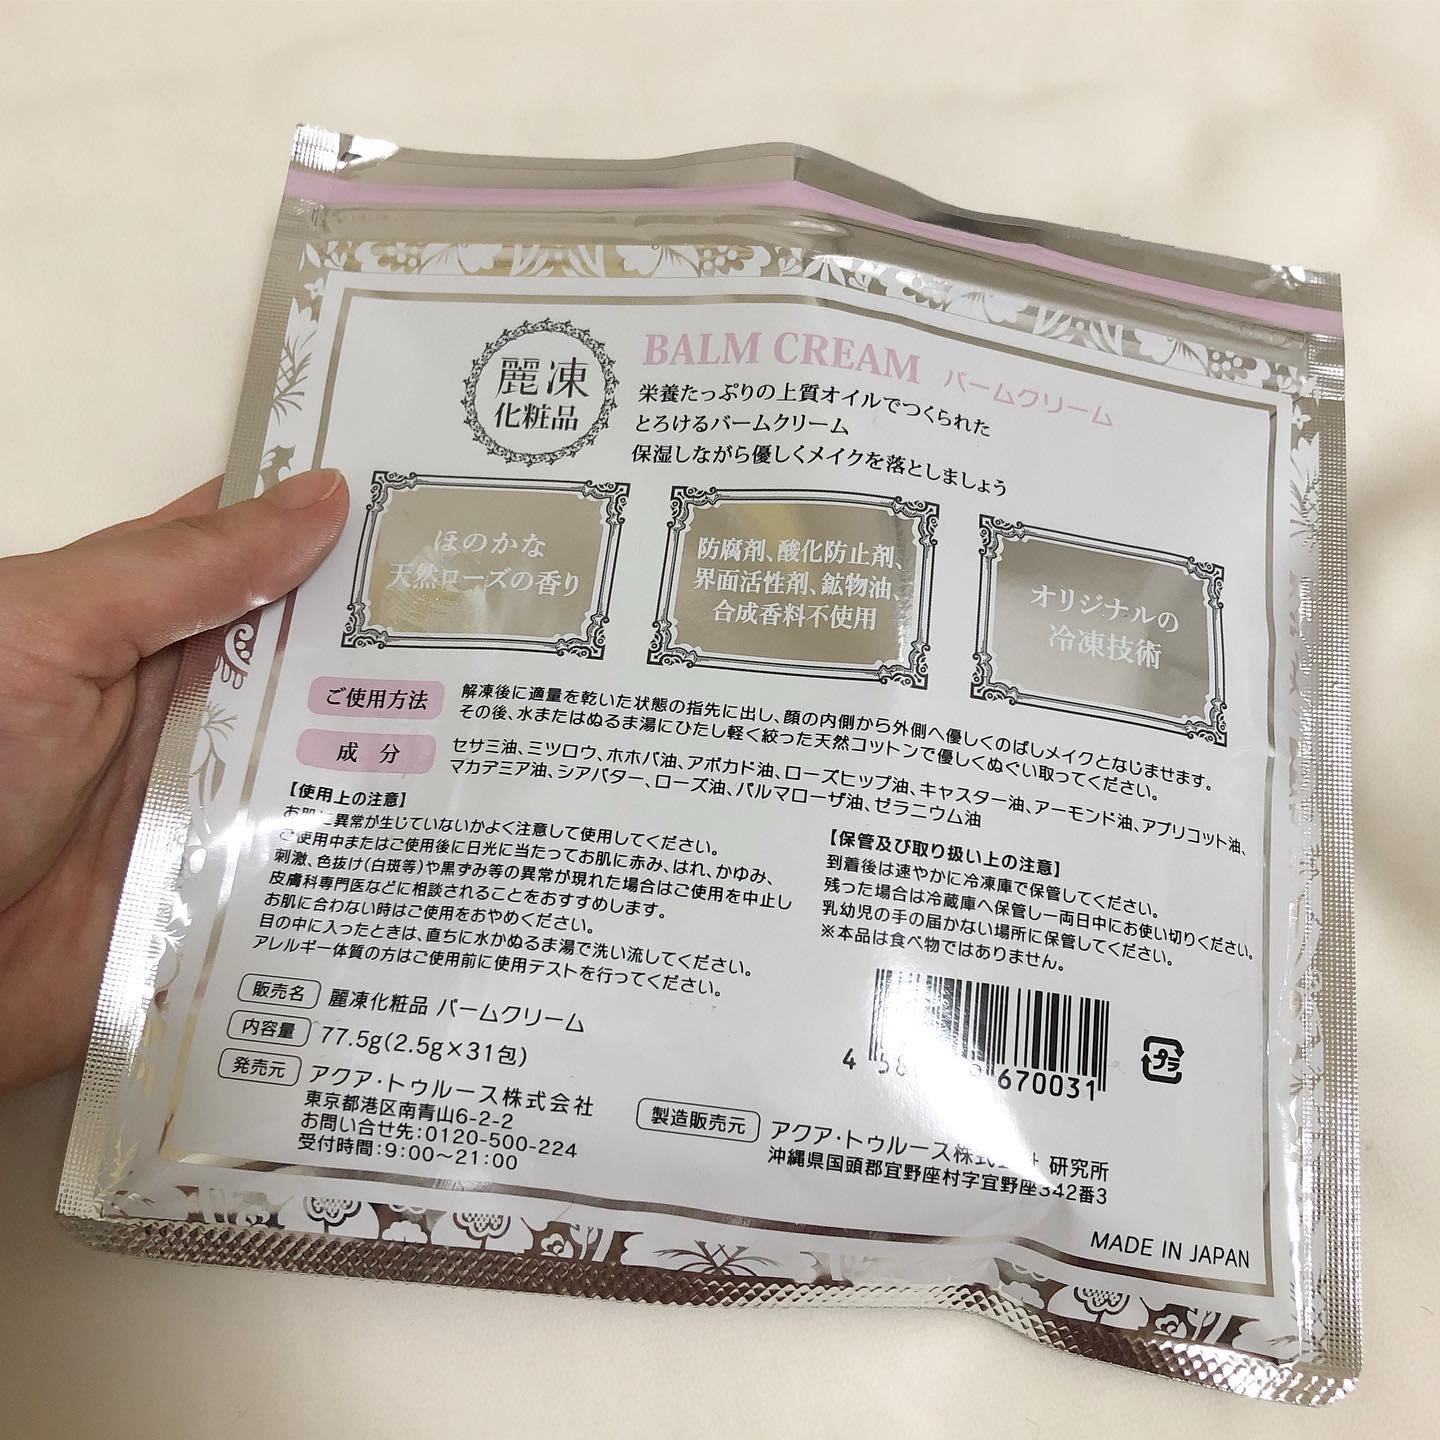 麗凍
化粧品
BALM CREAM バームクリーム
栄養たっぷりの上質オイルでつくられた
とろけるバームクリーム
保湿しながら優しくメイクを落としましょう
ほのかな
天然ローズの香り
防腐剤、酸化防止剤、
界面活性剤、鉱物油、
合成香料不使用
オリジナルの
冷凍技術
ご使用方法
解凍後に適量を乾いた状態の指先に出し、顔の内側から外側へ優しくのばしメイクとなじませます。
その後、水またはぬるま湯にひたし軽く絞った天然コットンで優しくぬぐい取ってください。
成 分
セサミ油、ミツロウ、ホホバ油、アボカド油、ローズヒップ油、キャスター油、アーモンド油、アプリコット油、
マカデミア油、シアバター、ローズ油、パルマローザ油、ゼラニウム油
【使用上の注意】
お肌に異常が生じていないかよく注意して使用してください。
ご使用中またはご使用後に日光に当たってお肌に赤み、はれ、かゆみ、
刺激、色抜け(白斑等)や黒ずみ等の異常が現れた場合はご使用を中止し
皮膚科専門医などに相談されることをおすすめします。
お肌に合わない時はご使用をおやめください。
目の中に入ったときは、直ちに水かぬるま湯で洗い流してください。
アレルギー体質の方はご使用前に使用テストを行ってください。
【保管及び取り扱い上の注意】
到着後は速やかに冷凍庫で保管してください。
残った場合は冷蔵庫へ保管し一両日中にお使い切りください。
乳幼児の手の届かない場所に保管してください。
※本品は食べ物ではありません。
販売名 麗凍化粧品 バームクリーム
内容量 77.5g(2.5g×31包)
発売元 アクア・トゥルース株式会社
東京都港区南青山6-2-2
お問い合せ先:0120-500-224
受付時間:9:00〜21:00
670031
プラ
製造販売元 アクア・トゥルース株式 研究所
沖縄県国頭郡宜野座村字宜野座342番3
MADE IN JAPAN